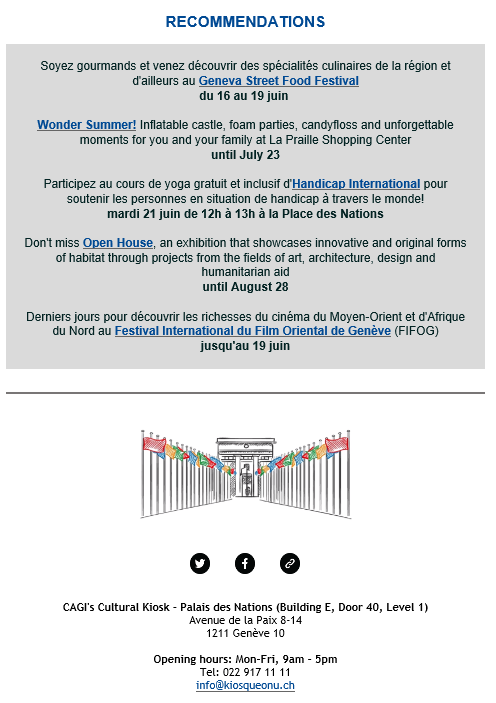 RECOMMENDATIONS
Soyez gourmands et venez découvrir des spécialités culinaires de la région et
d'ailleurs au Geneva Street Food Festival
du 16 au 19 juin
Wonder Summer! Inflatable castle, foam parties, candyfloss and unforgettable
moments for you and your family at La Praille Shopping Center
until July 23
Participez au cours de yoga gratuit et inclusif d'Handicap International pour
soutenir les personnes en situation de handicap à travers le monde!
mardi 21 juin de 12h à 13h à la Place des Nations
Don't miss Open House, an exhibition that showcases innovative and original forms
of habitat through projects from the fields of art, architecture, design and
humanitarian aid
until August 28
Derniers jours pour découvrir les richesses du cinéma du Moyen-Orient et d'Afrique
du Nord au Festival International du Film Oriental de Genève (FIFOG)
jusqu'au 19 juin
CAGI's Cultural Kiosk - Palais des Nations (Building E, Door 40, Level 1)
Avenue de la Paix 8-14
1211 Genève 10
Opening hours: Mon-Fri, 9am - 5pm
Tel: 022 917 11 11
info@kiosqueonu.ch